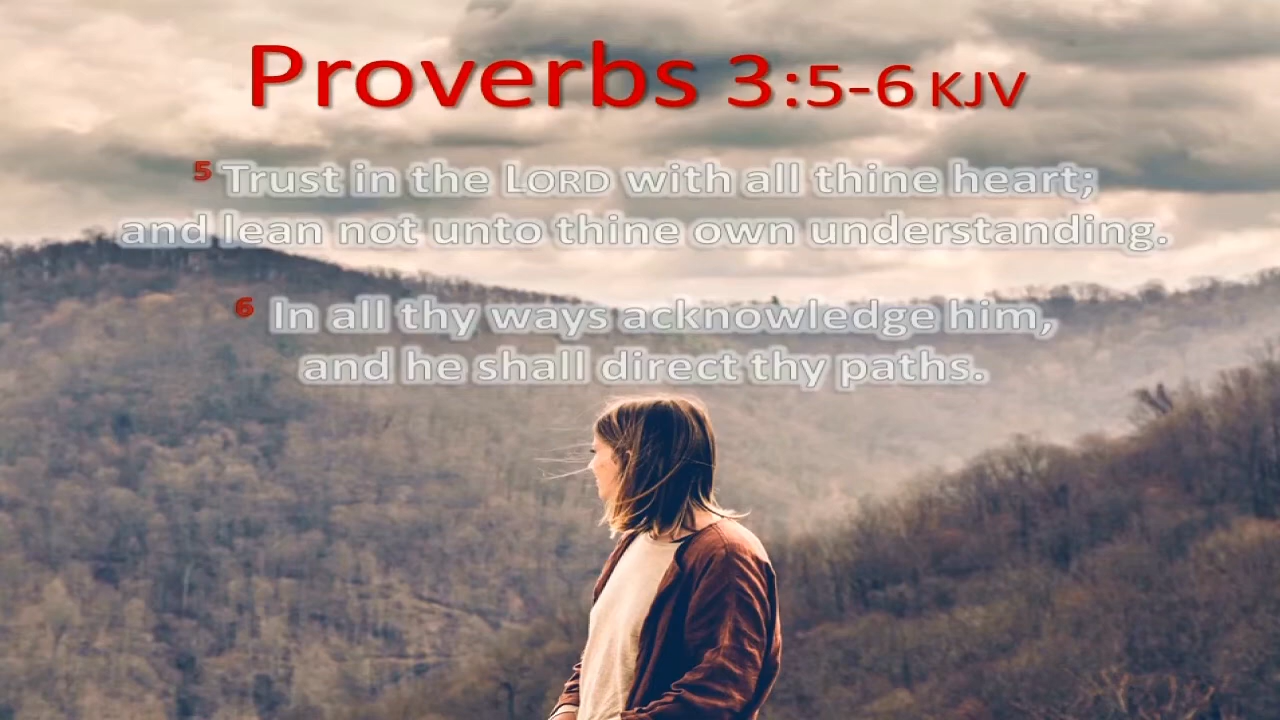 Proverbs 3:5-6 KJV
5 Trust in the LORD with all thine heart;
and lean not unto thine own understanding.
6 In all thy ways acknowledge him,
and he shall direct thy paths.